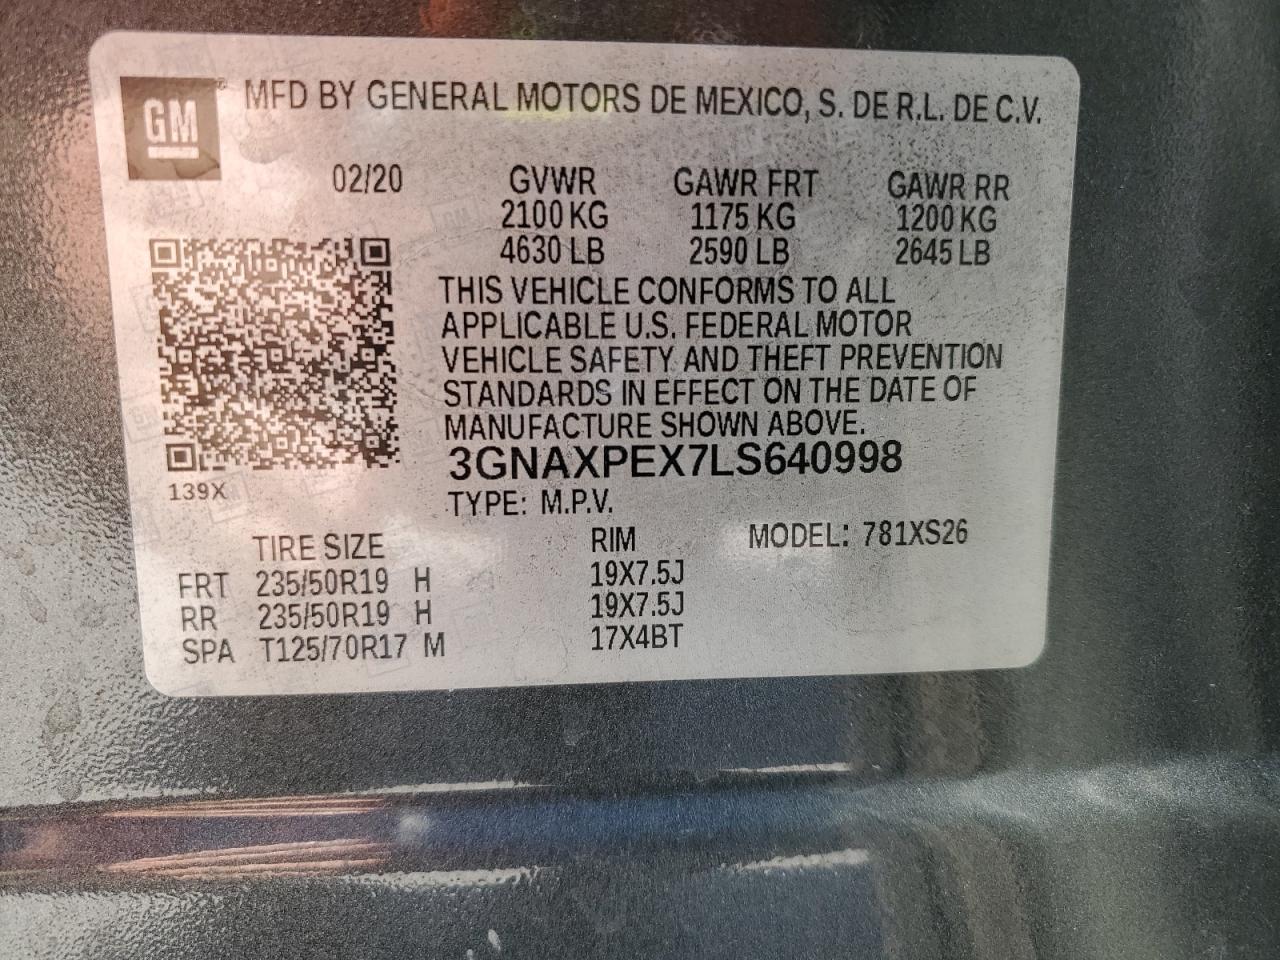 GM ® MFD BY GENERAL MOTORS DE MEXICO, S. DE R.L. DE C.V.
02/20 GVWR GAWR FRT GAWR RR
2100 KG 1175 KG 1200 KG
4630 LB 2590 LB 2645 LB
THIS VEHICLE CONFORMS TO ALL
APPLICABLE U.S. FEDERAL MOTOR
VEHICLE SAFETY AND THEFT PREVENTION
STANDARDS IN EFFECT ON THE DATE OF
MANUFACTURE SHOWN ABOVE.
3GNAXPEX7LS640998
139X
TYPE: M.P.V.
TIRE SIZE RIM MODEL: 781XS26
FRT 235/50R19 H 19X7.5J
RR 235/50R19 H 19X7.5J
SPA T125/70R17 M 17X4BT